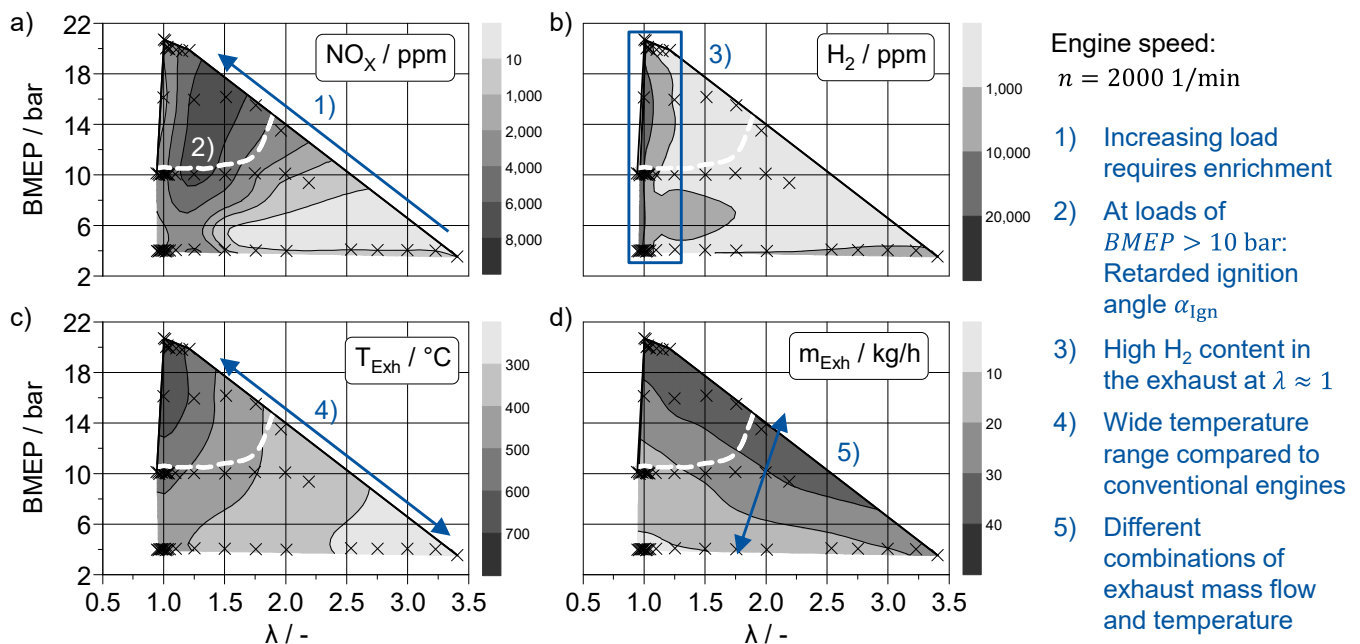 a)
22
18
14
10
6
2
BMEP / bar
NOX / ppm
1)
2)
10
1,000
2,000
4,000
6,000
8,000
b)
H2 / ppm
3)
1,000
10,000
20,000
c)
22
18
14
10
6
2
BMEP / bar
TExh / °C
4)
300
400
500
600
700
0.5 1.0 1.5 2.0 2.5 3.0 3.5
λ / -
d)
mExh / kg/h
5)
10
20
30
40
0.5 1.0 1.5 2.0 2.5 3.0 3.5
λ / -
Engine speed:
n = 2000 1/min
1) Increasing load
requires enrichment
2) At loads of
BMEP > 10 bar:
Retarded ignition
angle αIgn
3) High H2 content in
the exhaust at λ ≈ 1
4) Wide temperature
range compared to
conventional engines
5) Different
combinations of
exhaust mass flow
and temperature